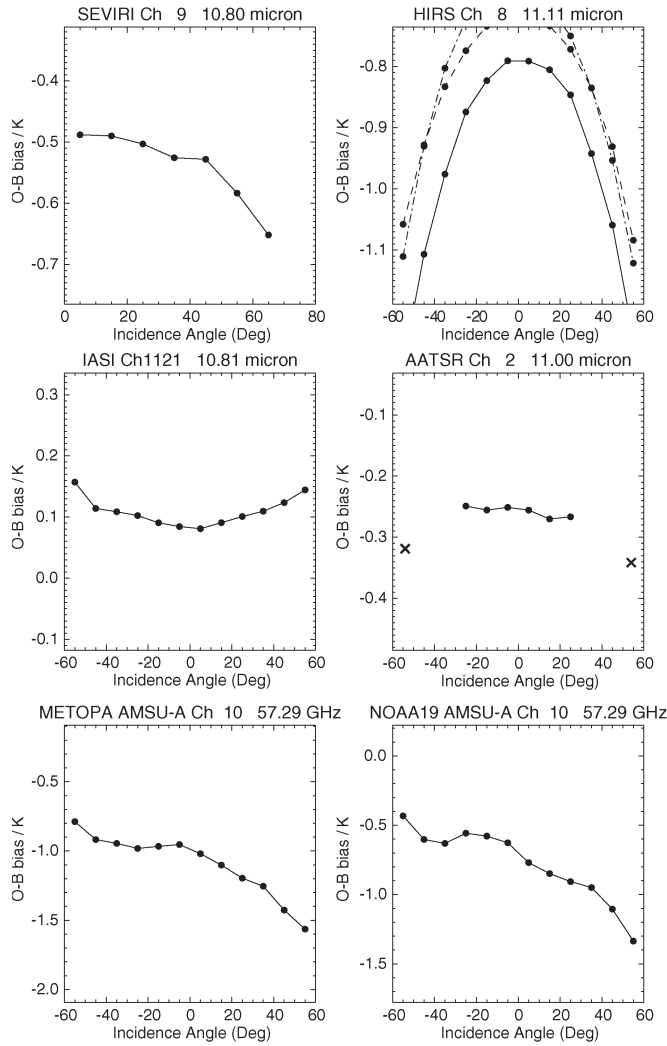 SEVIRI Ch 9 10.80 micron
-0.4
-0.5
-0.6
-0.7
O-B bias / K
0 20 40 60 80
Incidence Angle (Deg)
HIRS Ch 8 11.11 micron
-0.8
-0.9
-1.0
-1.1
O-B bias / K
-60 -40 -20 0 20 40 60
Incidence Angle (Deg)
IASI Ch1121 10.81 micron
0.3
0.2
0.1
0.0
-0.1
O-B bias / K
-60 -40 -20 0 20 40 60
Incidence Angle (Deg)
AATSR Ch 2 11.00 micron
-0.1
-0.2
-0.3
-0.4
O-B bias / K
-60 -40 -20 0 20 40 60
Incidence Angle (Deg)
METOPA AMSU-A Ch 10 57.29 GHz
-0.5
-1.0
-1.5
-2.0
O-B bias / K
-60 -40 -20 0 20 40 60
Incidence Angle (Deg)
NOAA19 AMSU-A Ch 10 57.29 GHz
0.0
-0.5
-1.0
-1.5
O-B bias / K
-60 -40 -20 0 20 40 60
Incidence Angle (Deg)